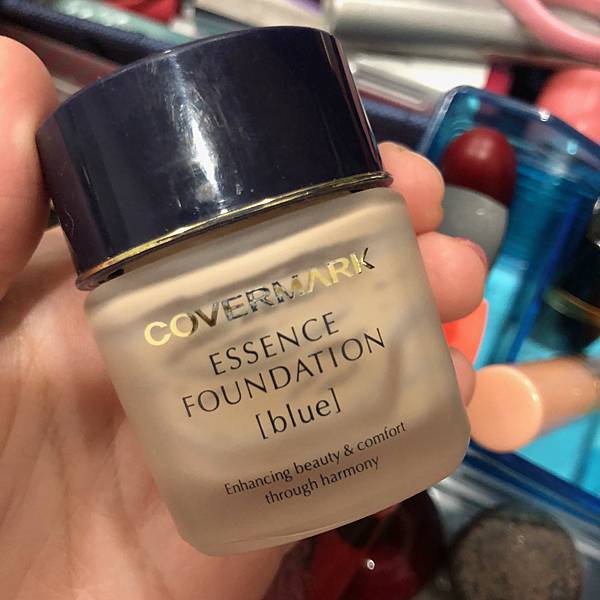 COVERMARK
ESSENCE
FOUNDATION
[blue]
Enhancing beauty & comfort
through harmony